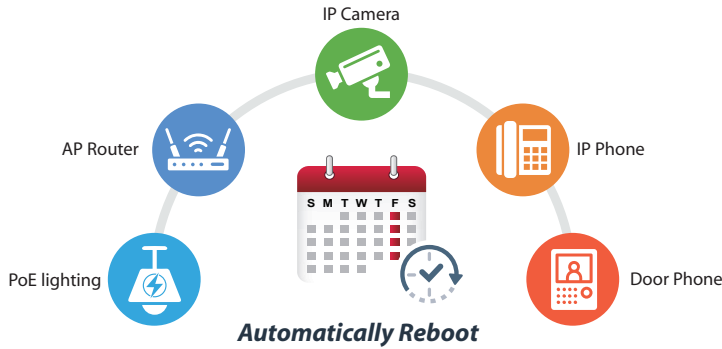 IP Camera
AP Router
IP Phone
S M T W T F S
PoE lighting
Door Phone
Automatically Reboot